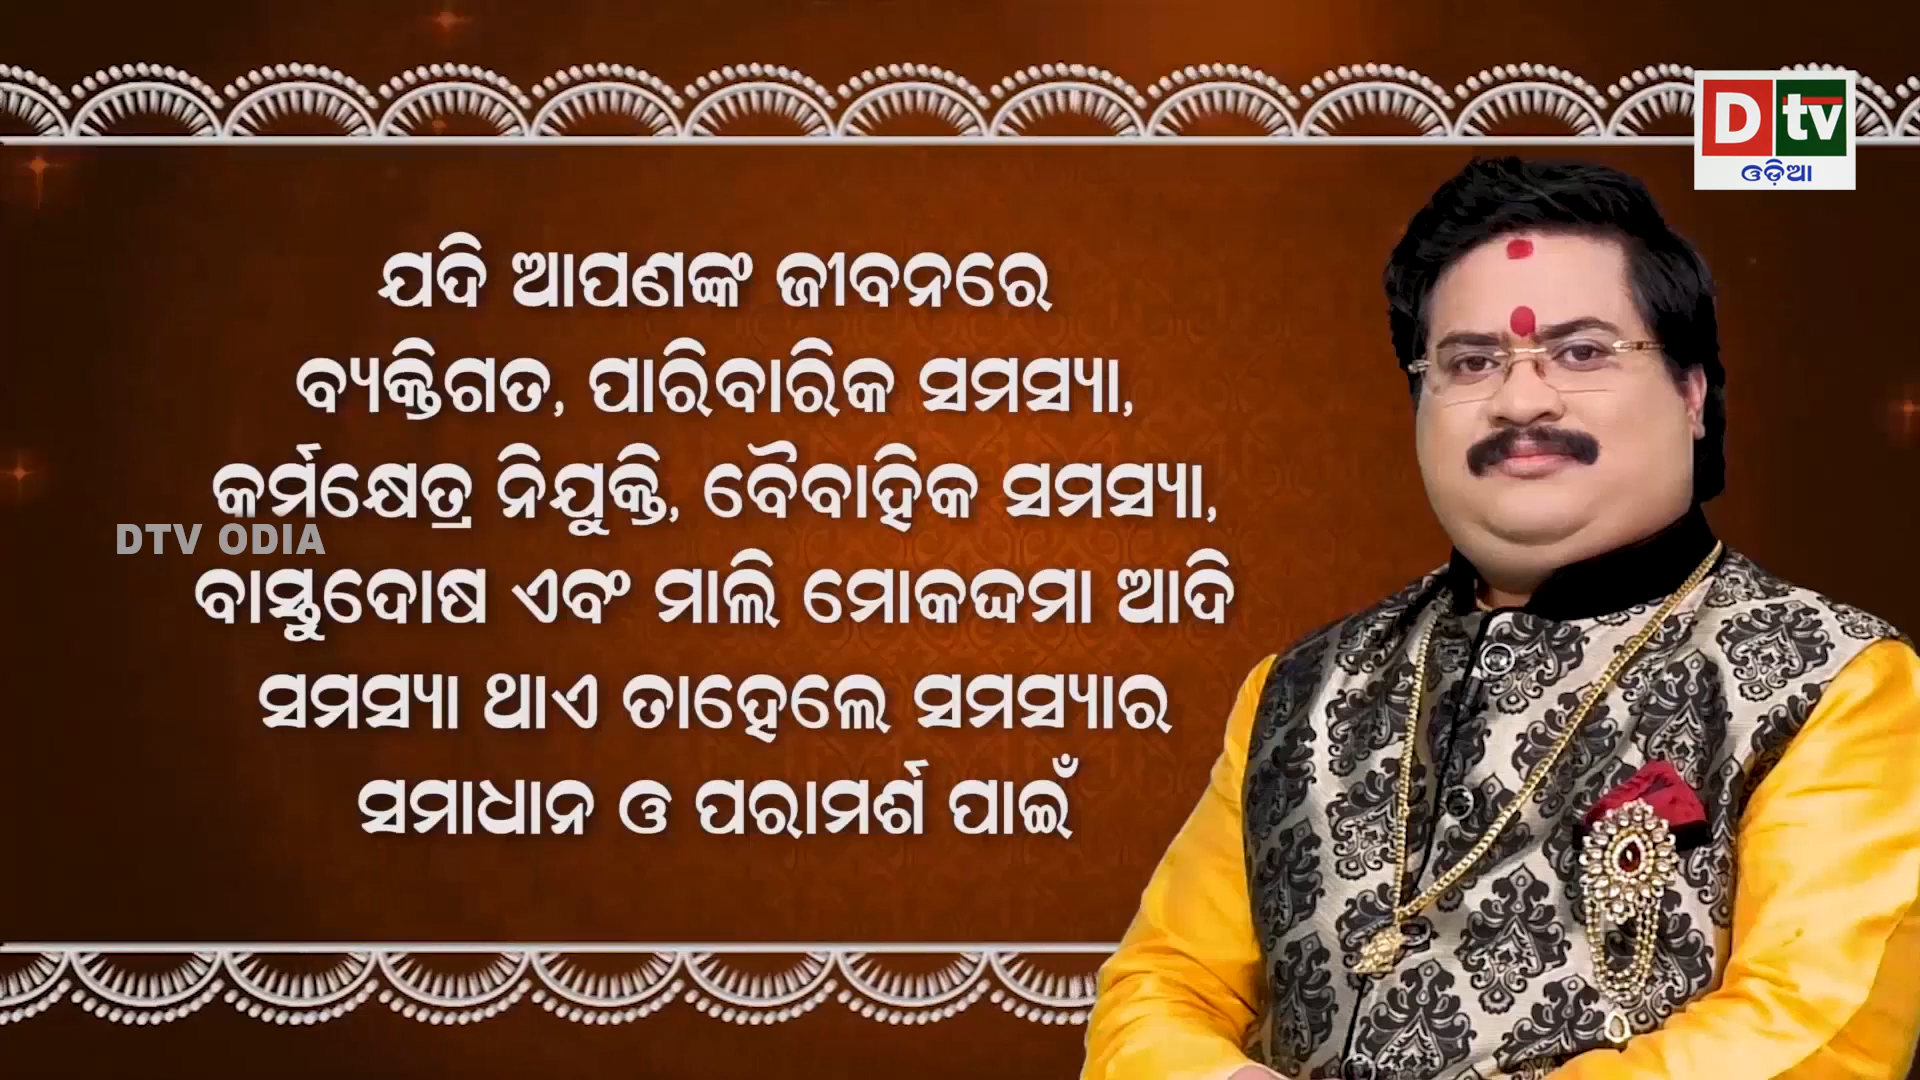 D tv
ଓଡ଼ିଆ
ଯଦି ଆପଣଙ୍କ ଜୀବନରେ
ବ୍ୟକ୍ତିଗତ, ପାରିବାରିକ ସମସ୍ୟା,
କର୍ମକ୍ଷେତ୍ର ନିଯୁକ୍ତି, ବୈବାହିକ ସମସ୍ୟା,
DTV ODIA
ବାସ୍ତୁଦୋଷ ଏବଂ ମାଲି ମୋକଦ୍ଦମା ଆଦି
ସମସ୍ୟା ଥାଏ ତାହେଲେ ସମସ୍ୟାର
ସମାଧାନ ଓ ପରାମର୍ଶ ପାଇଁ